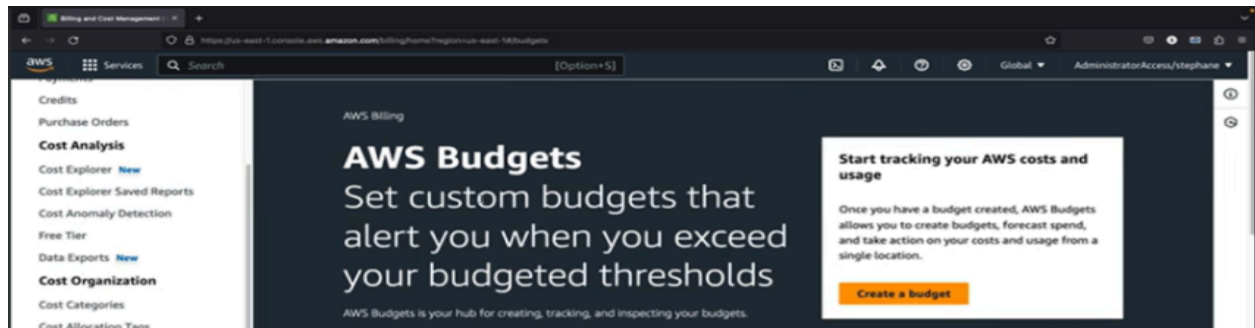 Billing and Cost Management
https://us-east-1.console.aws.amazon.com/billing/home?region=us-east-1#/budgets
aws
Services
Search
[Option+S]
Global
AdministratorAccess/stephane
Payments
Credits
Purchase Orders
Cost Analysis
Cost Explorer New
Cost Explorer Saved Reports
Cost Anomaly Detection
Free Tier
Data Exports New
Cost Organization
Cost Categories
Cost Allocation Tags
AWS Billing
AWS Budgets
Set custom budgets that
alert you when you exceed
your budgeted thresholds
AWS Budgets is your hub for creating, tracking, and inspecting your budgets.
Start tracking your AWS costs and
usage
Once you have a budget created, AWS Budgets
allows you to create budgets, forecast spend,
and take action on your costs and usage from a
single location.
Create a budget